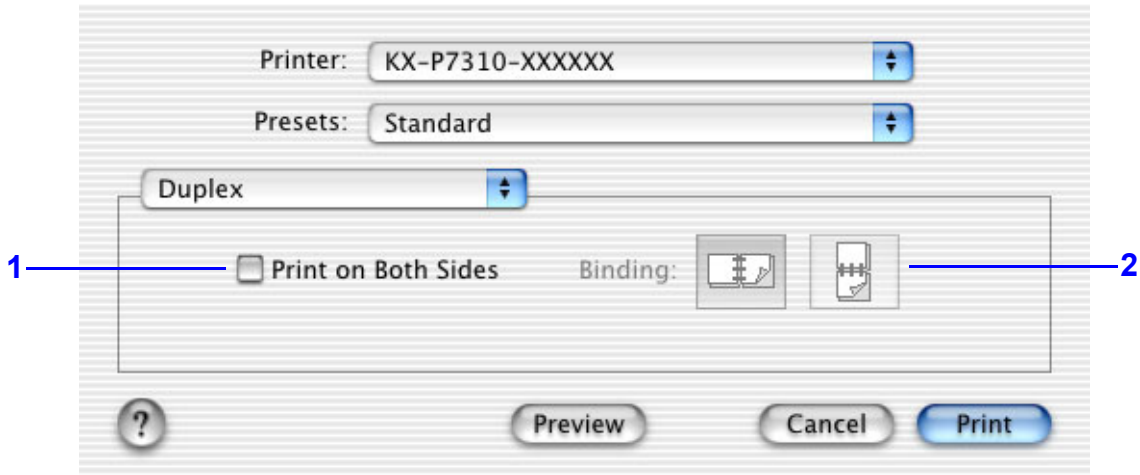 Printer: KX-P7310-XXXXXX
Presets: Standard
Duplex
1 Print on Both Sides Binding: 2
? Preview Cancel Print